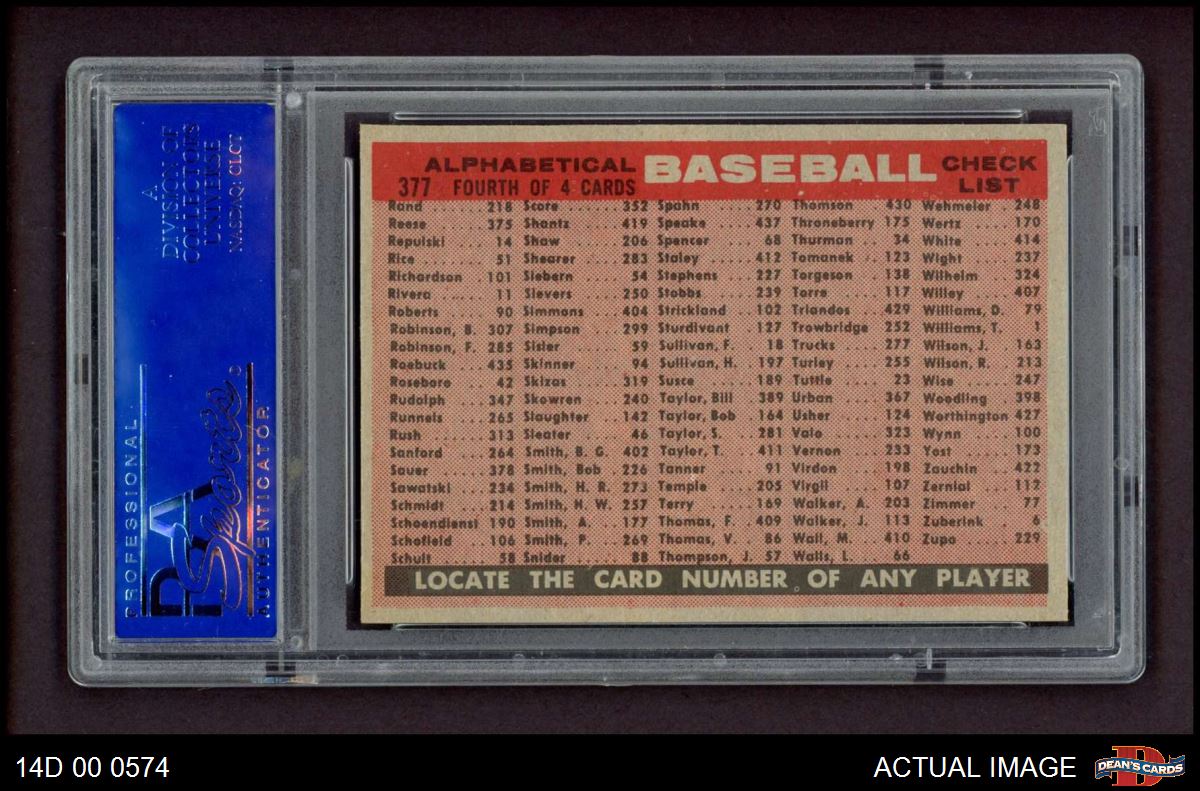 A
DIVISION OF
COLLECTORS
UNIVERSE
NASDAQ: CLCT
PROFESSIONAL
PSA
Sports
AUTHENTICATOR
ALPHABETICAL BASEBALL CHECK
377 FOURTH OF 4 CARDS LIST
Rand ..... 218 Score ..... 352 Spahn ..... 270 Thomson .. 430 Wehmeier . 248
Reese .... 375 Shantz .... 419 Speake .... 437 Throneberry 175 Wertz .... 170
Repulski ... 14 Shaw ..... 206 Spencer .... 68 Thurman ... 34 White .... 414
Rice ...... 51 Shearer ... 283 Staley .... 412 Tomanek .. 123 Wight .... 237
Richardson . 101 Siebern .... 54 Stephens .. 227 Torgeson .. 138 Wilhelm .. 324
Rivera ..... 11 Sievers ... 250 Stobbs .... 239 Torre .... 117 Willey .... 407
Roberts .... 90 Simmons .. 404 Strickland . 102 Triandos .. 429 Williams, D. 79
Robinson, B. 307 Simpson .. 299 Sturdivant . 127 Trowbridge 252 Williams, T. 1
Robinson, F. 285 Sisler ..... 59 Sullivan, F. 18 Trucks .... 277 Wilson, J. 163
Roebuck ... 435 Skinner .... 94 Sullivan, H. 197 Turley .... 255 Wilson, R. 213
Roseboro ... 42 Skizas .... 319 Susce .... 189 Tuttle ..... 23 Wise ..... 247
Rudolph ... 347 Skowren .. 240 Taylor, Bill 389 Urban .... 367 Woodling . 398
Runnels ... 265 Slaughter . 142 Taylor, Bob 164 Usher .... 124 Worthington 427
Rush ..... 313 Sleater .... 46 Taylor, S. 281 Valo ..... 323 Wynn .... 100
Sanford ... 264 Smith, B. G. 402 Taylor, T. 411 Vernon ... 233 Yost ..... 173
Sauer .... 378 Smith, Bob 226 Tanner .... 91 Virdon ... 198 Zauchin .. 422
Sawatski .. 234 Smith, H. R. 273 Temple ... 205 Virgil .... 107 Zernial ... 112
Schmidt ... 214 Smith, H. W. 257 Terry .... 169 Walker, A. 203 Zimmer ... 77
Schoendienst 190 Smith, A. 177 Thomas, F. 409 Walker, J. 113 Zuberink .. 6
Schofield .. 106 Smith, P. 269 Thomas, V. 86 Wall, M. 410 Zupo .... 229
Schult ..... 58 Snider ..... 88 Thompson, J. 57 Walls, L. 66
LOCATE THE CARD NUMBER OF ANY PLAYER
14D 00 0574
ACTUAL IMAGE
D
DEAN'S CARDS